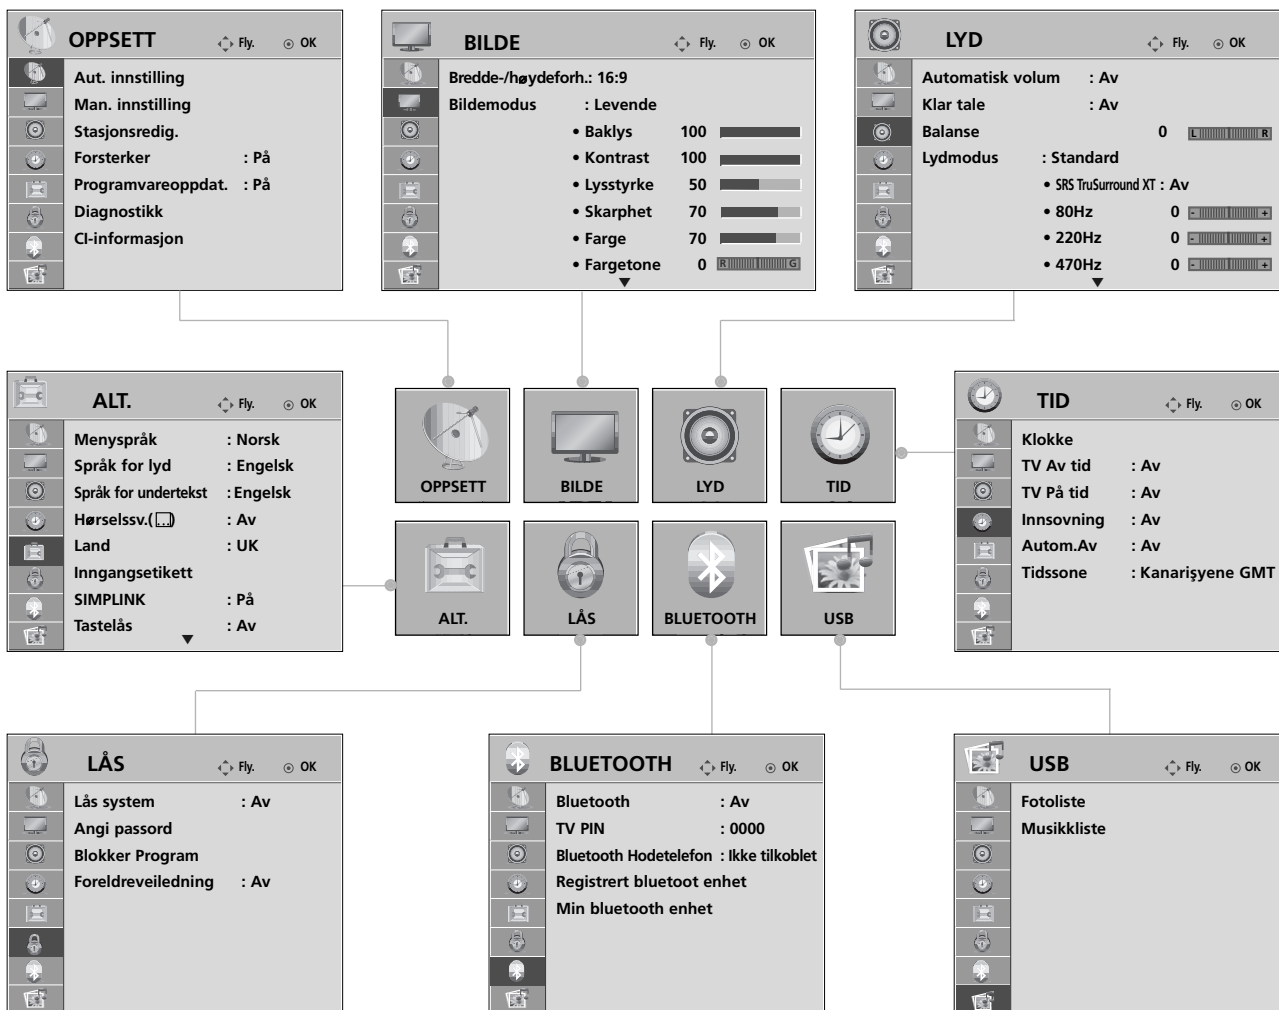 OPPSETT Fly. OK
Aut. innstilling
Man. innstilling
Stasjonsredig.
Forsterker : På
Programvareoppdat. : På
Diagnostikk
CI-informasjon
BILDE Fly. OK
Bredde-/høydeforh.: 16:9
Bildemodus : Levende
• Baklys 100
• Kontrast 100
• Lysstyrke 50
• Skarphet 70
• Farge 70
• Fargetone 0 R G
LYD Fly. OK
Automatisk volum : Av
Klar tale : Av
Balanse 0 L R
Lydmodus : Standard
• SRS TruSurround XT : Av
• 80Hz 0 - +
• 220Hz 0 - +
• 470Hz 0 - +
ALT. Fly. OK
Menyspråk : Norsk
Språk for lyd : Engelsk
Språk for undertekst : Engelsk
Hørselssv.( ) : Av
Land : UK
Inngangsetikett
SIMPLINK : På
Tastelås : Av
OPPSETT
BILDE
LYD
TID
ALT.
LÅS
BLUETOOTH
USB
TID Fly. OK
Klokke
TV Av tid : Av
TV På tid : Av
Innsovning : Av
Autom.Av : Av
Tidssone : Kanarişyene GMT
LÅS Fly. OK
Lås system : Av
Angi passord
Blokker Program
Foreldreveiledning : Av
BLUETOOTH Fly. OK
Bluetooth : Av
TV PIN : 0000
Bluetooth Hodetelefon : Ikke tilkoblet
Registrert bluetoot enhet
Min bluetooth enhet
USB Fly. OK
Fotoliste
Musikkliste